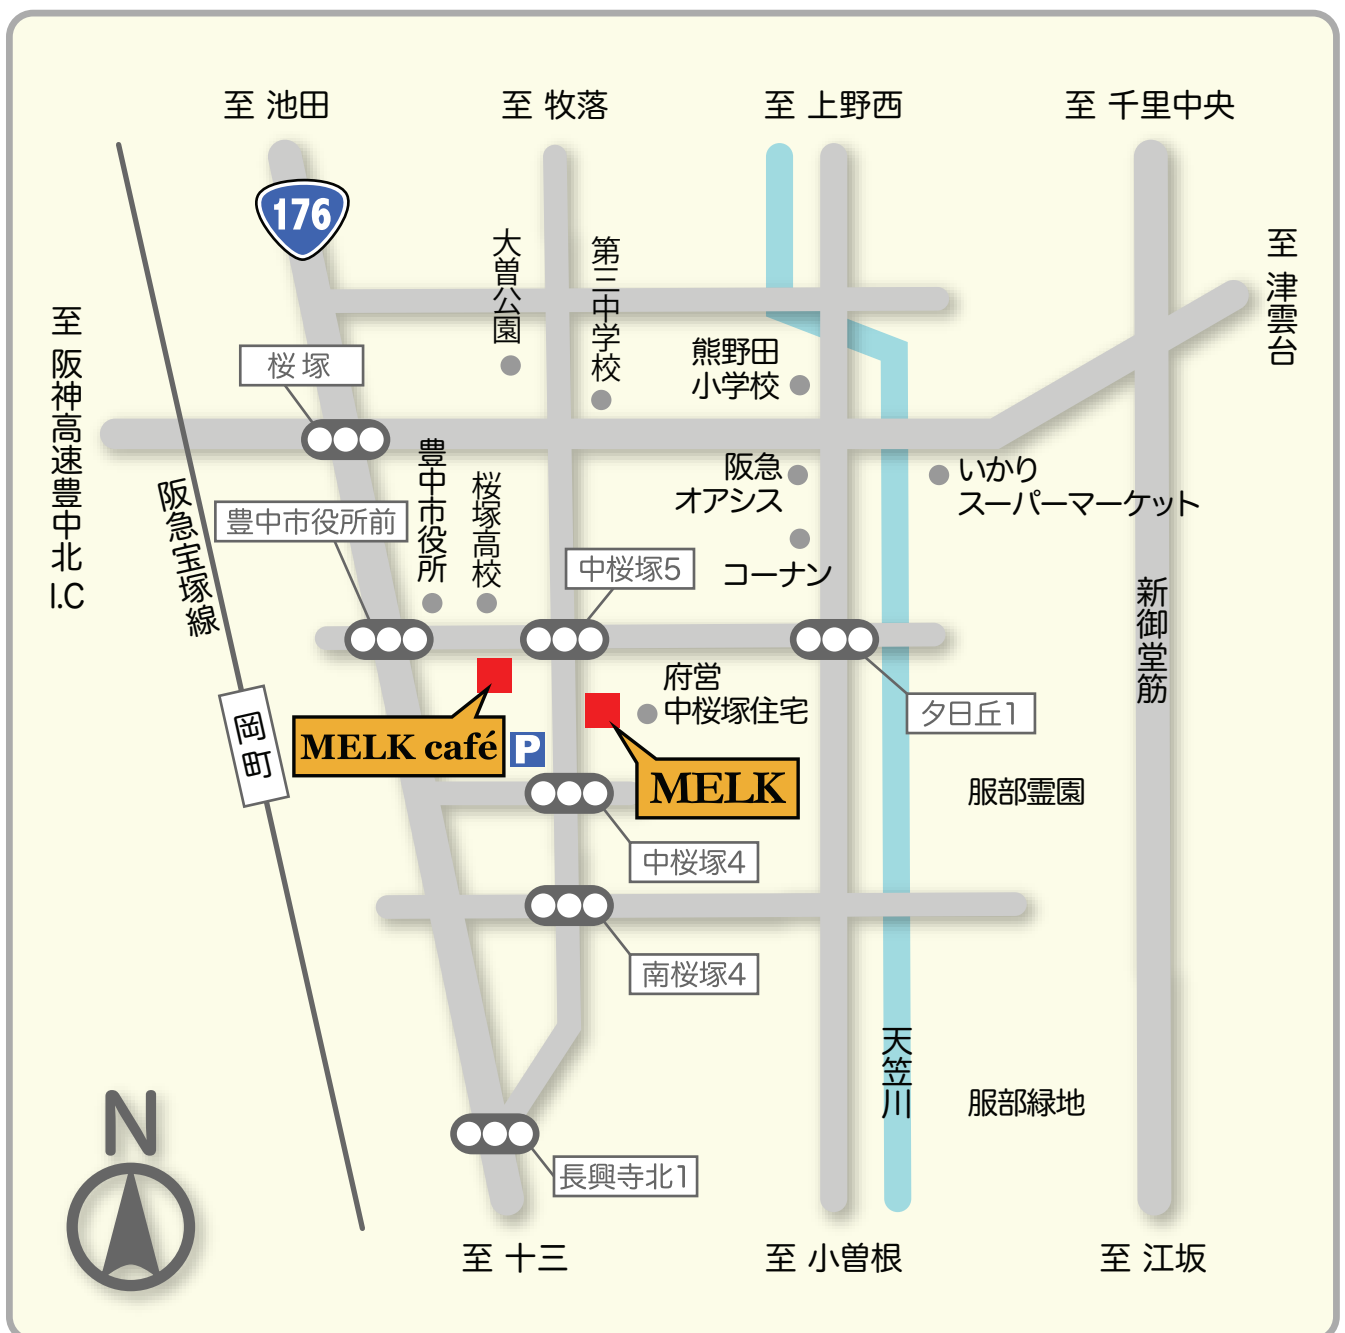 至 池田
至 牧落
至 上野西
至 千里中央
176
至 津雲台
大曽公園
第三中学校
至 阪神高速豊中北I.C
桜塚
熊野田
小学校
豊中市役所
桜塚高校
阪急
オアシス
いかり
スーパーマーケット
阪急宝塚線
豊中市役所前
中桜塚5
コーナン
新御堂筋
府営
中桜塚住宅
夕日丘1
岡町
MELK café
P
MELK
服部霊園
中桜塚4
南桜塚4
天笠川
服部緑地
N
長興寺北1
至 十三
至 小曽根
至 江坂